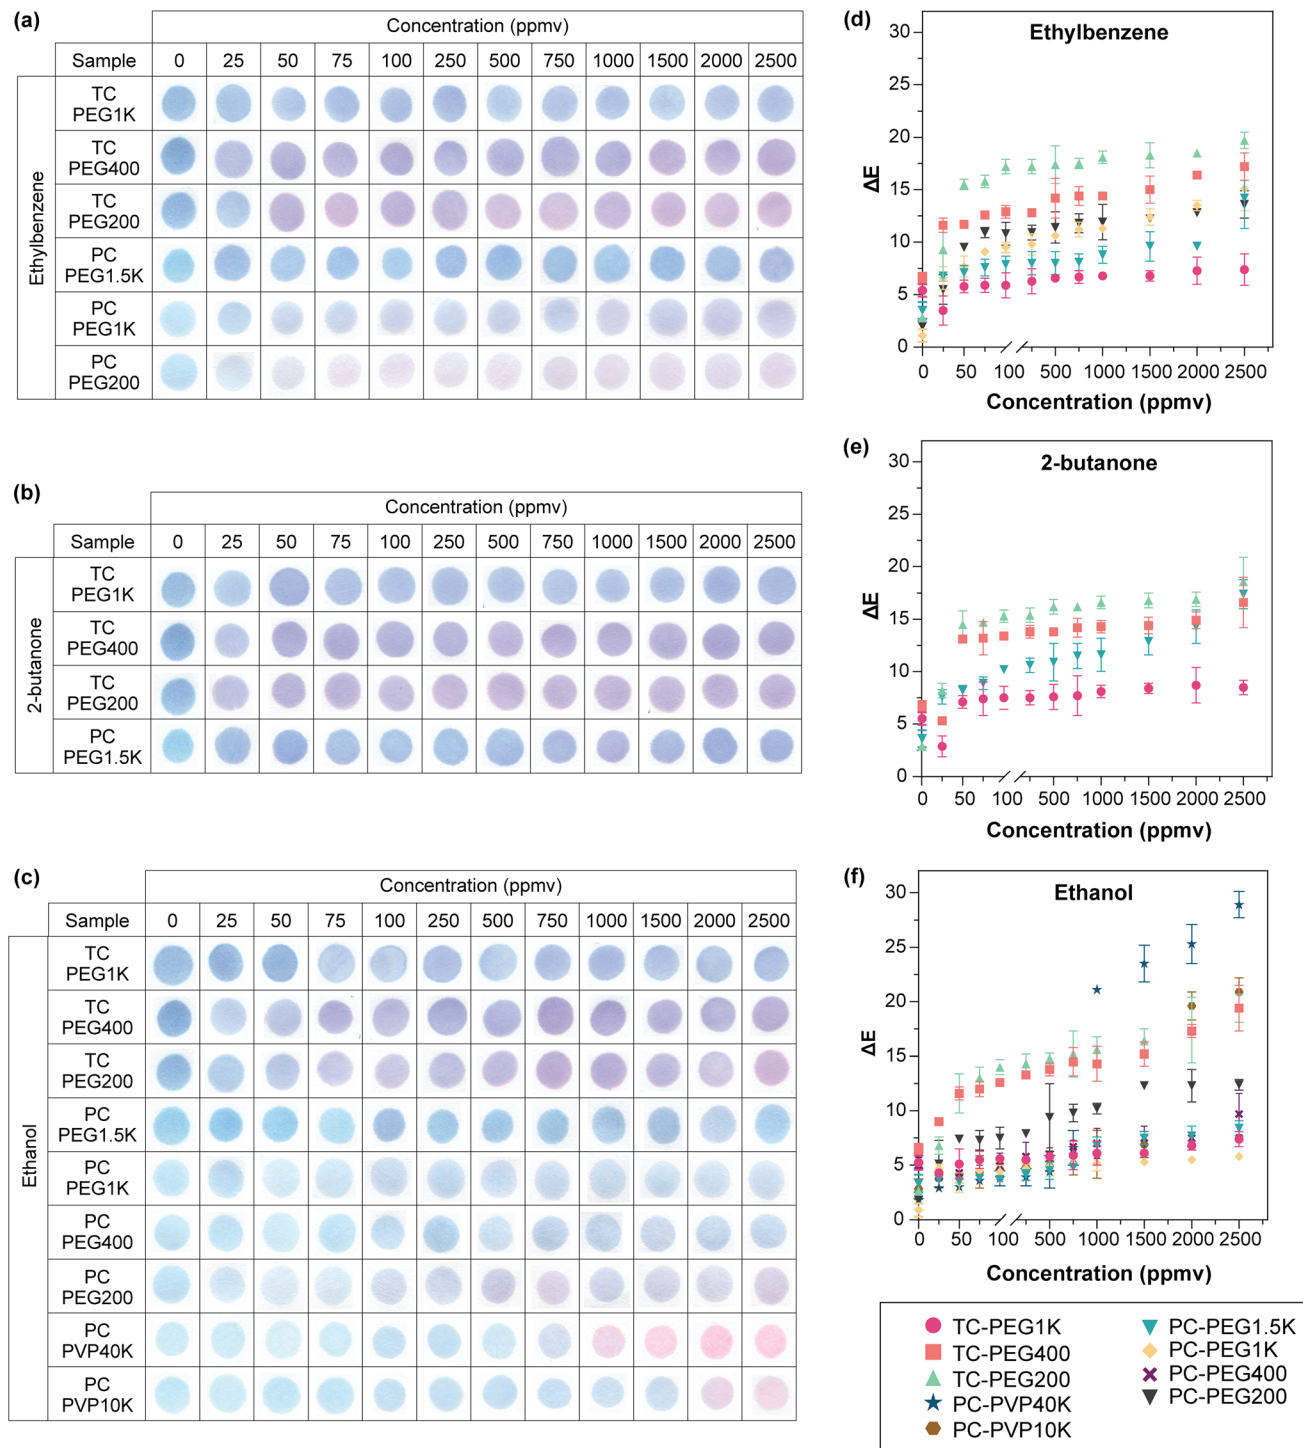 (a)
Concentration (ppmv)
Sample 0 25 50 75 100 250 500 750 1000 1500 2000 2500
Ethylbenzene
TC
PEG1K
TC
PEG400
TC
PEG200
PC
PEG1.5K
PC
PEG1K
PC
PEG200
(d)
Ethylbenzene
ΔE
30
25
20
15
10
5
0
0 50 100 500 1000 1500 2000 2500
Concentration (ppmv)
(b)
Concentration (ppmv)
Sample 0 25 50 75 100 250 500 750 1000 1500 2000 2500
2-butanone
TC
PEG1K
TC
PEG400
TC
PEG200
PC
PEG1.5K
(e)
2-butanone
ΔE
30
25
20
15
10
5
0
0 50 100 500 1000 1500 2000 2500
Concentration (ppmv)
(c)
Concentration (ppmv)
Sample 0 25 50 75 100 250 500 750 1000 1500 2000 2500
Ethanol
TC
PEG1K
TC
PEG400
TC
PEG200
PC
PEG1.5K
PC
PEG1K
PC
PEG400
PC
PEG200
PC
PVP40K
PC
PVP10K
(f)
Ethanol
ΔE
30
25
20
15
10
5
0
0 50 100 500 1000 1500 2000 2500
Concentration (ppmv)
TC-PEG1K
TC-PEG400
TC-PEG200
PC-PVP40K
PC-PVP10K
PC-PEG1.5K
PC-PEG1K
PC-PEG400
PC-PEG200